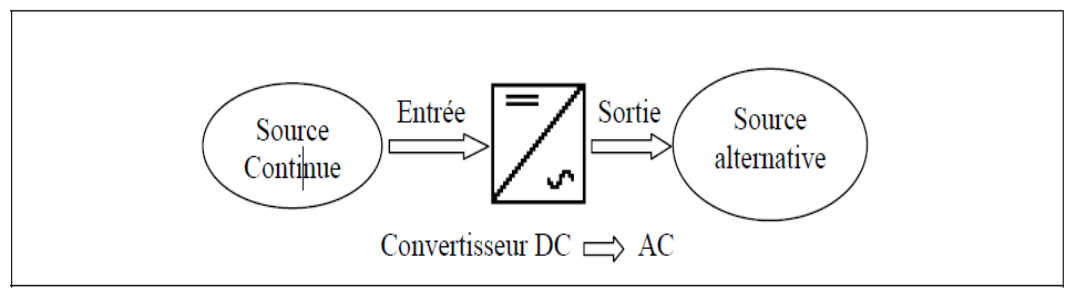 Source
Continue
Entrée
Sortie
Source
alternative
Convertisseur DC ⇨ AC